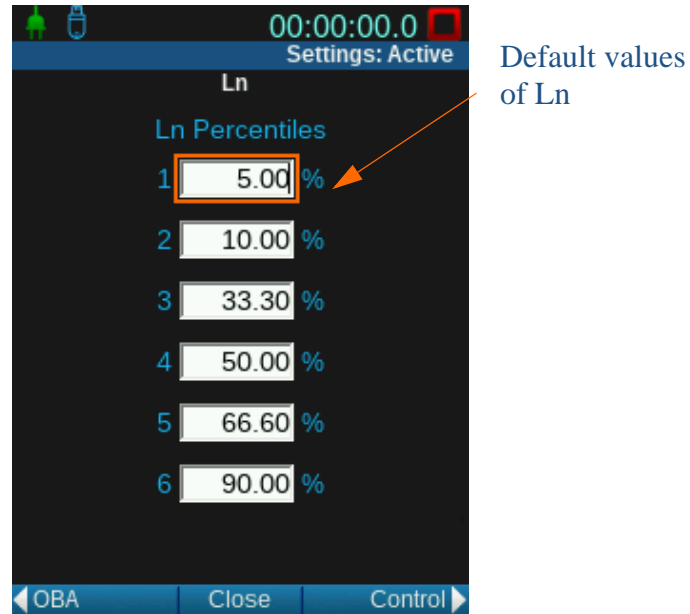 00:00:00.0
Settings: Active
Default values
of Ln
Ln
Ln Percentiles
1 5.00 %
2 10.00 %
3 33.30 %
4 50.00 %
5 66.60 %
6 90.00 %
OBA Close Control